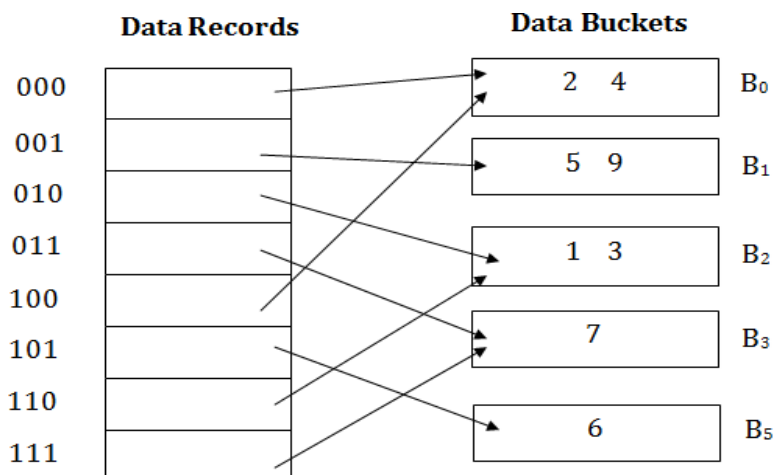 Data Records
Data Buckets
000
2 4
B₀
001
5 9
B₁
010
1 3
B₂
011
100
7
B₃
101
110
6
B₅
111